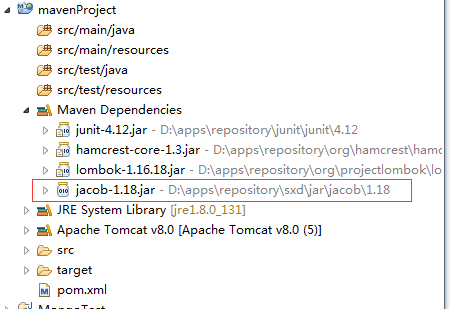 mavenProject
src/main/java
src/main/resources
src/test/java
src/test/resources
Maven Dependencies
junit-4.12.jar - D:\apps\repository\junit\junit\4.12
hamcrest-core-1.3.jar - D:\apps\repository\org\hamcrest\hamc
lombok-1.16.18.jar - D:\apps\repository\org\projectlombok\lo
jacob-1.18.jar - D:\apps\repository\sxd\jar\jacob\1.18
JRE System Library [jre1.8.0_131]
Apache Tomcat v8.0 [Apache Tomcat v8.0 (5)]
src
target
pom.xml
MongoTest